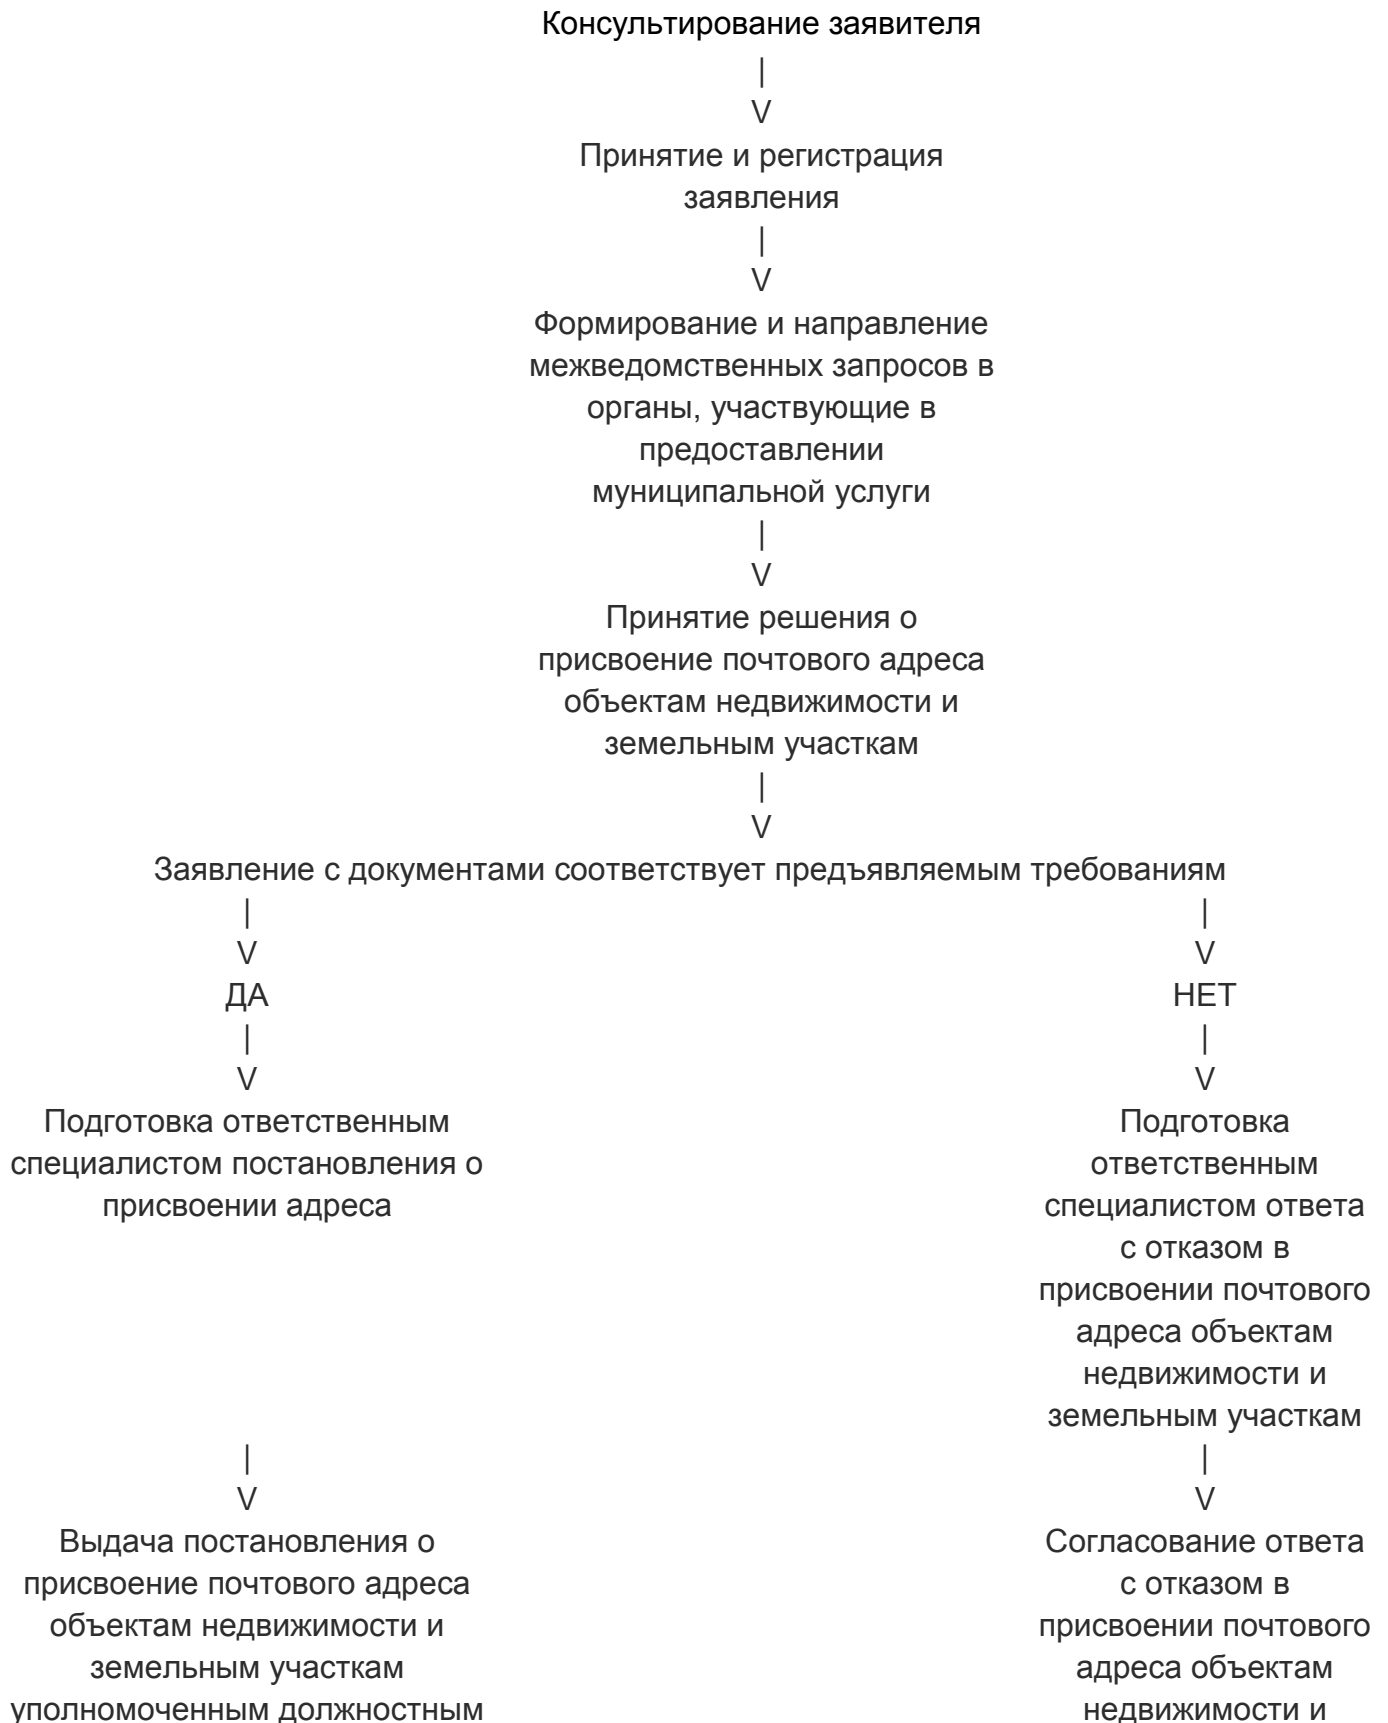 Консультирование заявителя
|
V
Принятие и регистрация
заявления
|
V
Формирование и направление
межведомственных запросов в
органы, участвующие в
предоставлении
муниципальной услуги
|
V
Принятие решения о
присвоение почтового адреса
объектам недвижимости и
земельным участкам
|
V
Заявление с документами соответствует предъявляемым требованиям
|
V
ДА
|
V
Подготовка ответственным
специалистом постановления о
присвоении адреса
|
V
Выдача постановления о
присвоение почтового адреса
объектам недвижимости и
земельным участкам
уполномоченным должностным
|
V
НЕТ
|
V
Подготовка
ответственным
специалистом ответа
с отказом в
присвоении почтового
адреса объектам
недвижимости и
земельным участкам
|
V
Согласование ответа
с отказом в
присвоении почтового
адреса объектам
недвижимости и